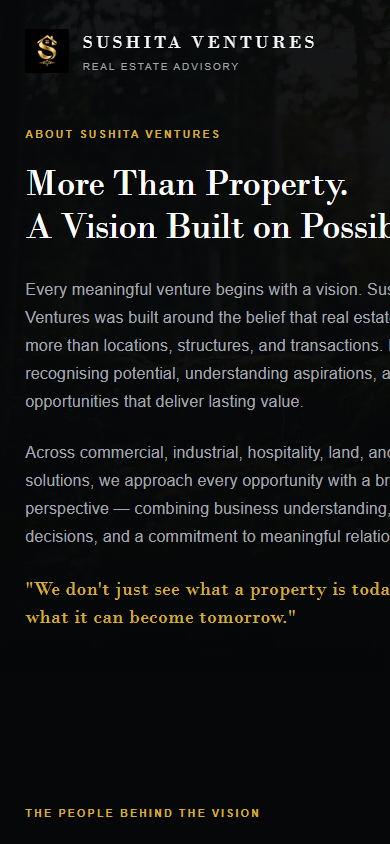 SUSHITA VENTURES
REAL ESTATE ADVISORY
ABOUT SUSHITA VENTURES
More Than Property.
A Vision Built on Possib
Every meaningful venture begins with a vision. Sus
Ventures was built around the belief that real estat
more than locations, structures, and transactions.
recognising potential, understanding aspirations, a
opportunities that deliver lasting value.
Across commercial, industrial, hospitality, land, and
solutions, we approach every opportunity with a br
perspective — combining business understanding,
decisions, and a commitment to meaningful relatio
"We don't just see what a property is toda
what it can become tomorrow."
THE PEOPLE BEHIND THE VISION